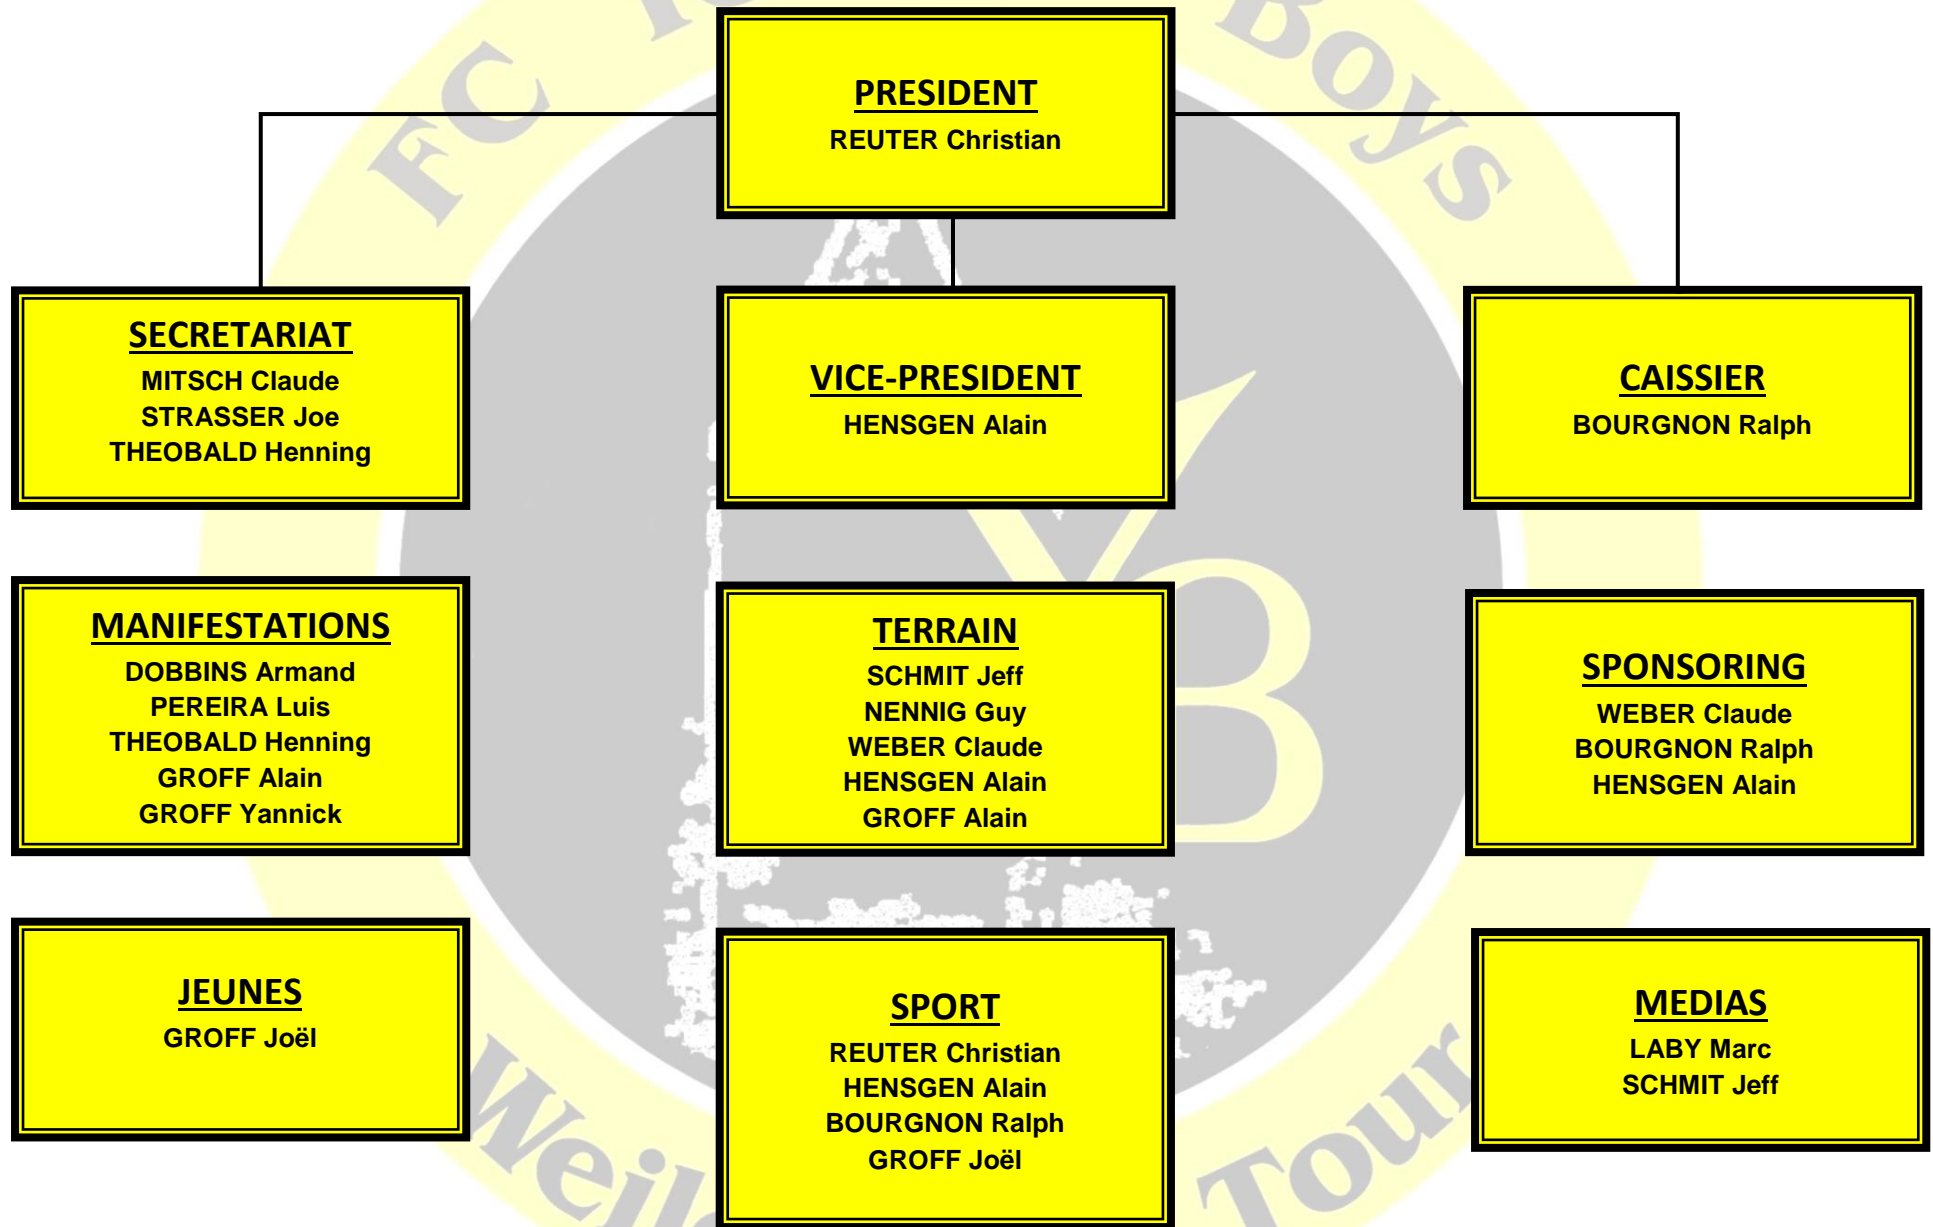 FC
Boys
PRESIDENT
REUTER Christian
SECRETARIAT
MITSCH Claude
STRASSER Joe
THEOBALD Henning
VICE-PRESIDENT
HENSGEN Alain
CAISSIER
BOURGNON Ralph
MANIFESTATIONS
DOBBINS Armand
PEREIRA Luis
THEOBALD Henning
GROFF Alain
GROFF Yannick
TERRAIN
SCHMIT Jeff
NENNIG Guy
WEBER Claude
HENSGEN Alain
GROFF Alain
SPONSORING
WEBER Claude
BOURGNON Ralph
HENSGEN Alain
JEUNES
GROFF Joël
SPORT
REUTER Christian
HENSGEN Alain
BOURGNON Ralph
GROFF Joël
MEDIAS
LABY Marc
SCHMIT Jeff
Tour